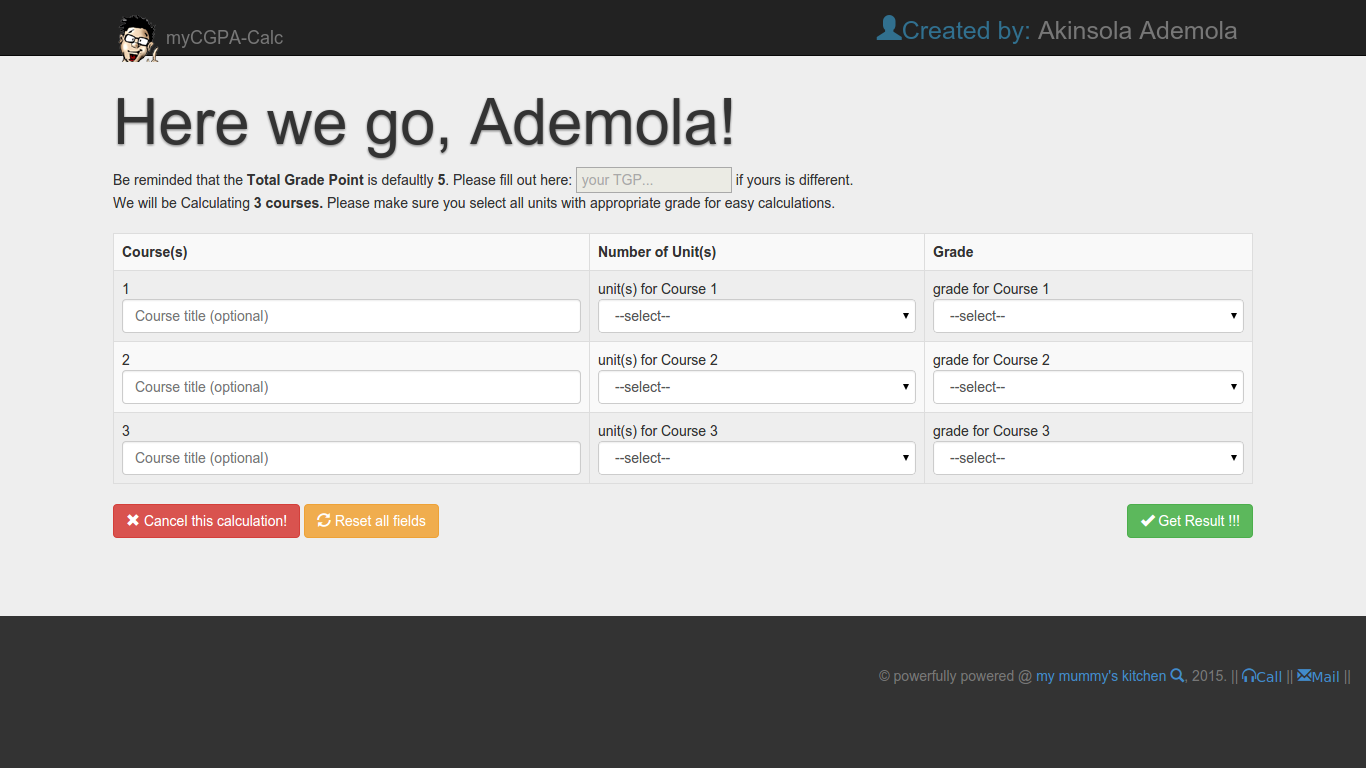 myCGPA-Calc
Created by: Akinsola Ademola
Here we go, Ademola!
Be reminded that the Total Grade Point is defaultly 5. Please fill out here: your TGP... if yours is different.
We will be Calculating 3 courses. Please make sure you select all units with appropriate grade for easy calculations.
Course(s) Number of Unit(s) Grade
1 unit(s) for Course 1 grade for Course 1
Course title (optional) --select-- --select--
2 unit(s) for Course 2 grade for Course 2
Course title (optional) --select-- --select--
3 unit(s) for Course 3 grade for Course 3
Course title (optional) --select-- --select--
Cancel this calculation! Reset all fields Get Result !!!
© powerfully powered @ my mummy's kitchen , 2015. || Call || Mail ||